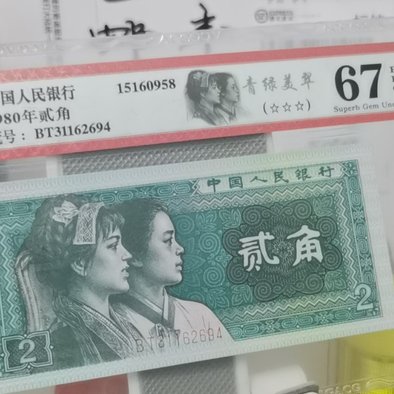 国人民银行
980年贰角
号: BT31162694
15160958
青绿美翠
(☆☆☆)
67
Superb Gem Unc
中国人民银行
贰角
2
2
BT31162694